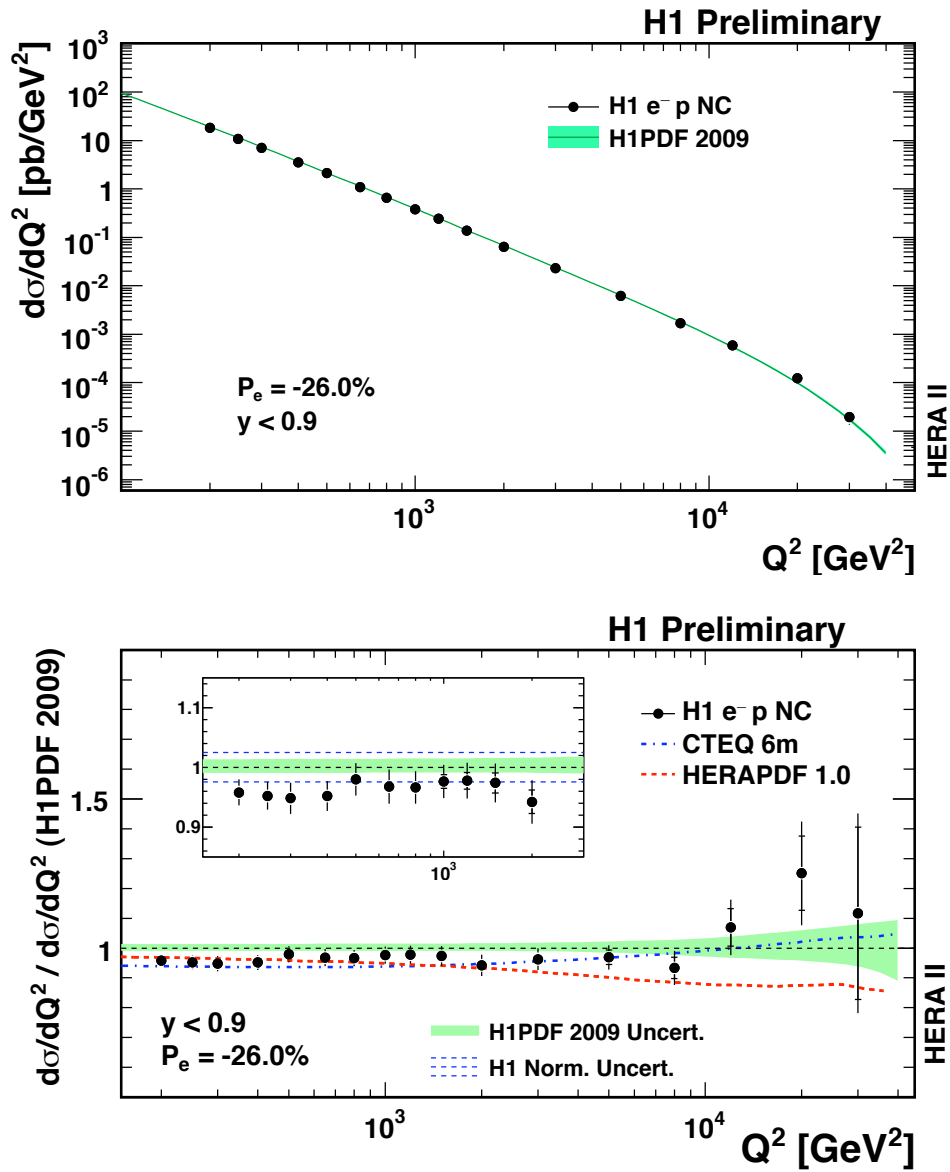 H1 Preliminary
dσ/dQ² [pb/GeV²]
10³
10²
10
1
10⁻¹
10⁻²
10⁻³
10⁻⁴
10⁻⁵
10⁻⁶
H1 e⁻ p NC
H1PDF 2009
P_e = -26.0%
y < 0.9
HERA II
10³
10⁴
Q² [GeV²]
H1 Preliminary
dσ/dQ² / dσ/dQ² (H1PDF 2009)
1.5
1
1.1
1
0.9
10³
H1 e⁻ p NC
CTEQ 6m
HERAPDF 1.0
y < 0.9
P_e = -26.0%
H1PDF 2009 Uncert.
H1 Norm. Uncert.
HERA II
10³
10⁴
Q² [GeV²]